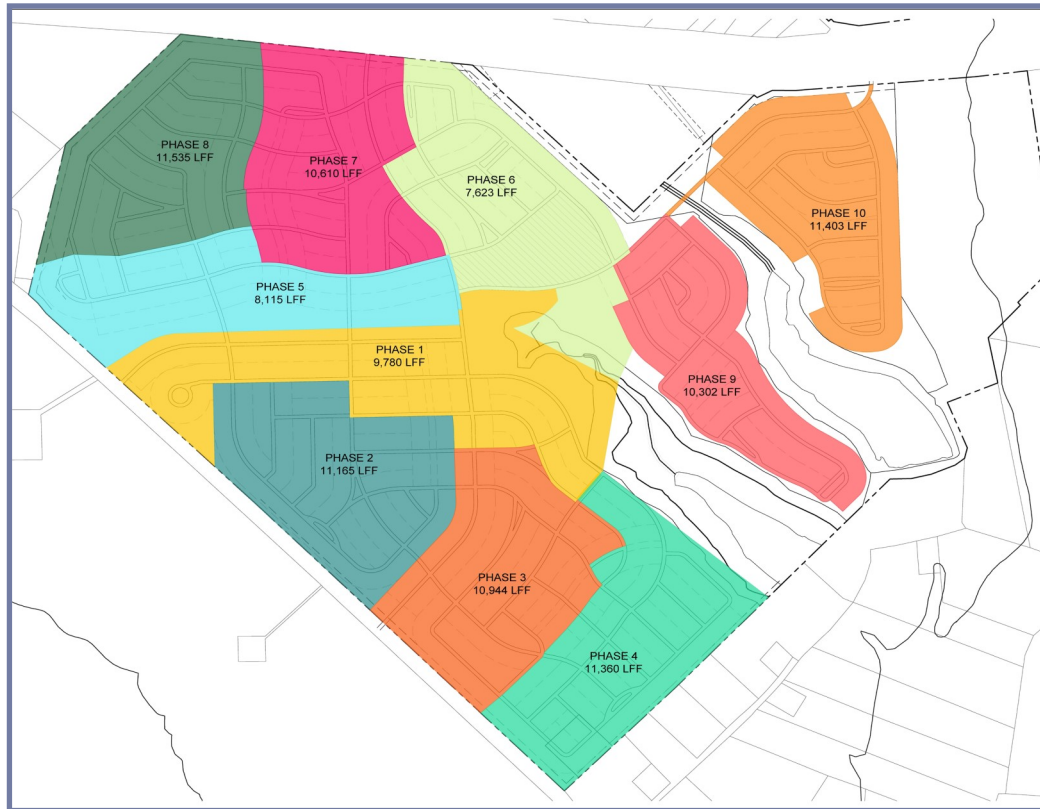 PHASE 8
11,535 LFF
PHASE 7
10,610 LFF
PHASE 6
7,623 LFF
PHASE 10
11,403 LFF
PHASE 5
8,115 LFF
PHASE 1
9,780 LFF
PHASE 9
10,302 LFF
PHASE 2
11,165 LFF
PHASE 3
10,944 LFF
PHASE 4
11,360 LFF